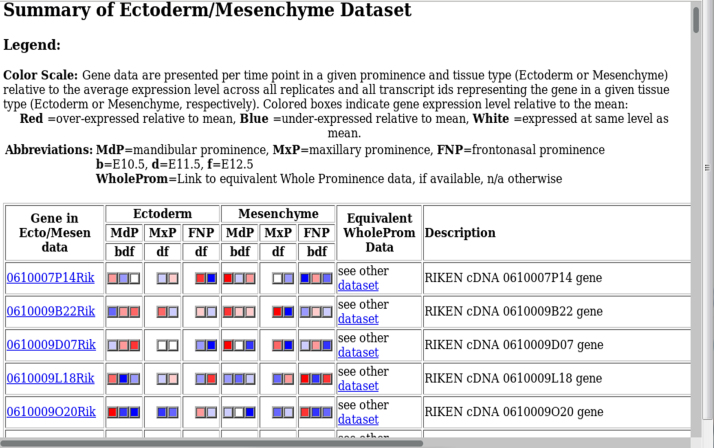 Summary of Ectoderm/Mesenchyme Dataset
Legend:
Color Scale: Gene data are presented per time point in a given prominence and tissue type (Ectoderm or Mesenchyme)
relative to the average expression level across all replicates and all transcript ids representing the gene in a given tissue
type (Ectoderm or Mesenchyme, respectively). Colored boxes indicate gene expression level relative to the mean:
Red =over-expressed relative to mean, Blue =under-expressed relative to mean, White =expressed at same level as
mean.
Abbreviations: MdP=mandibular prominence, MxP=maxillary prominence, FNP=frontonasal prominence
b=E10.5, d=E11.5, f=E12.5
WholeProm=Link to equivalent Whole Prominence data, if available, n/a otherwise
Gene in Ecto/Mesen data
Ectoderm Mesenchyme
MdP MxP FNP MdP MxP FNP
bdf df df bdf df bdf
Equivalent WholeProm Data
Description
0610007P14Rik see other dataset RIKEN cDNA 0610007P14 gene
0610009B22Rik see other dataset RIKEN cDNA 0610009B22 gene
0610009D07Rik see other dataset RIKEN cDNA 0610009D07 gene
0610009L18Rik see other dataset RIKEN cDNA 0610009L18 gene
0610009O20Rik see other dataset RIKEN cDNA 0610009O20 gene